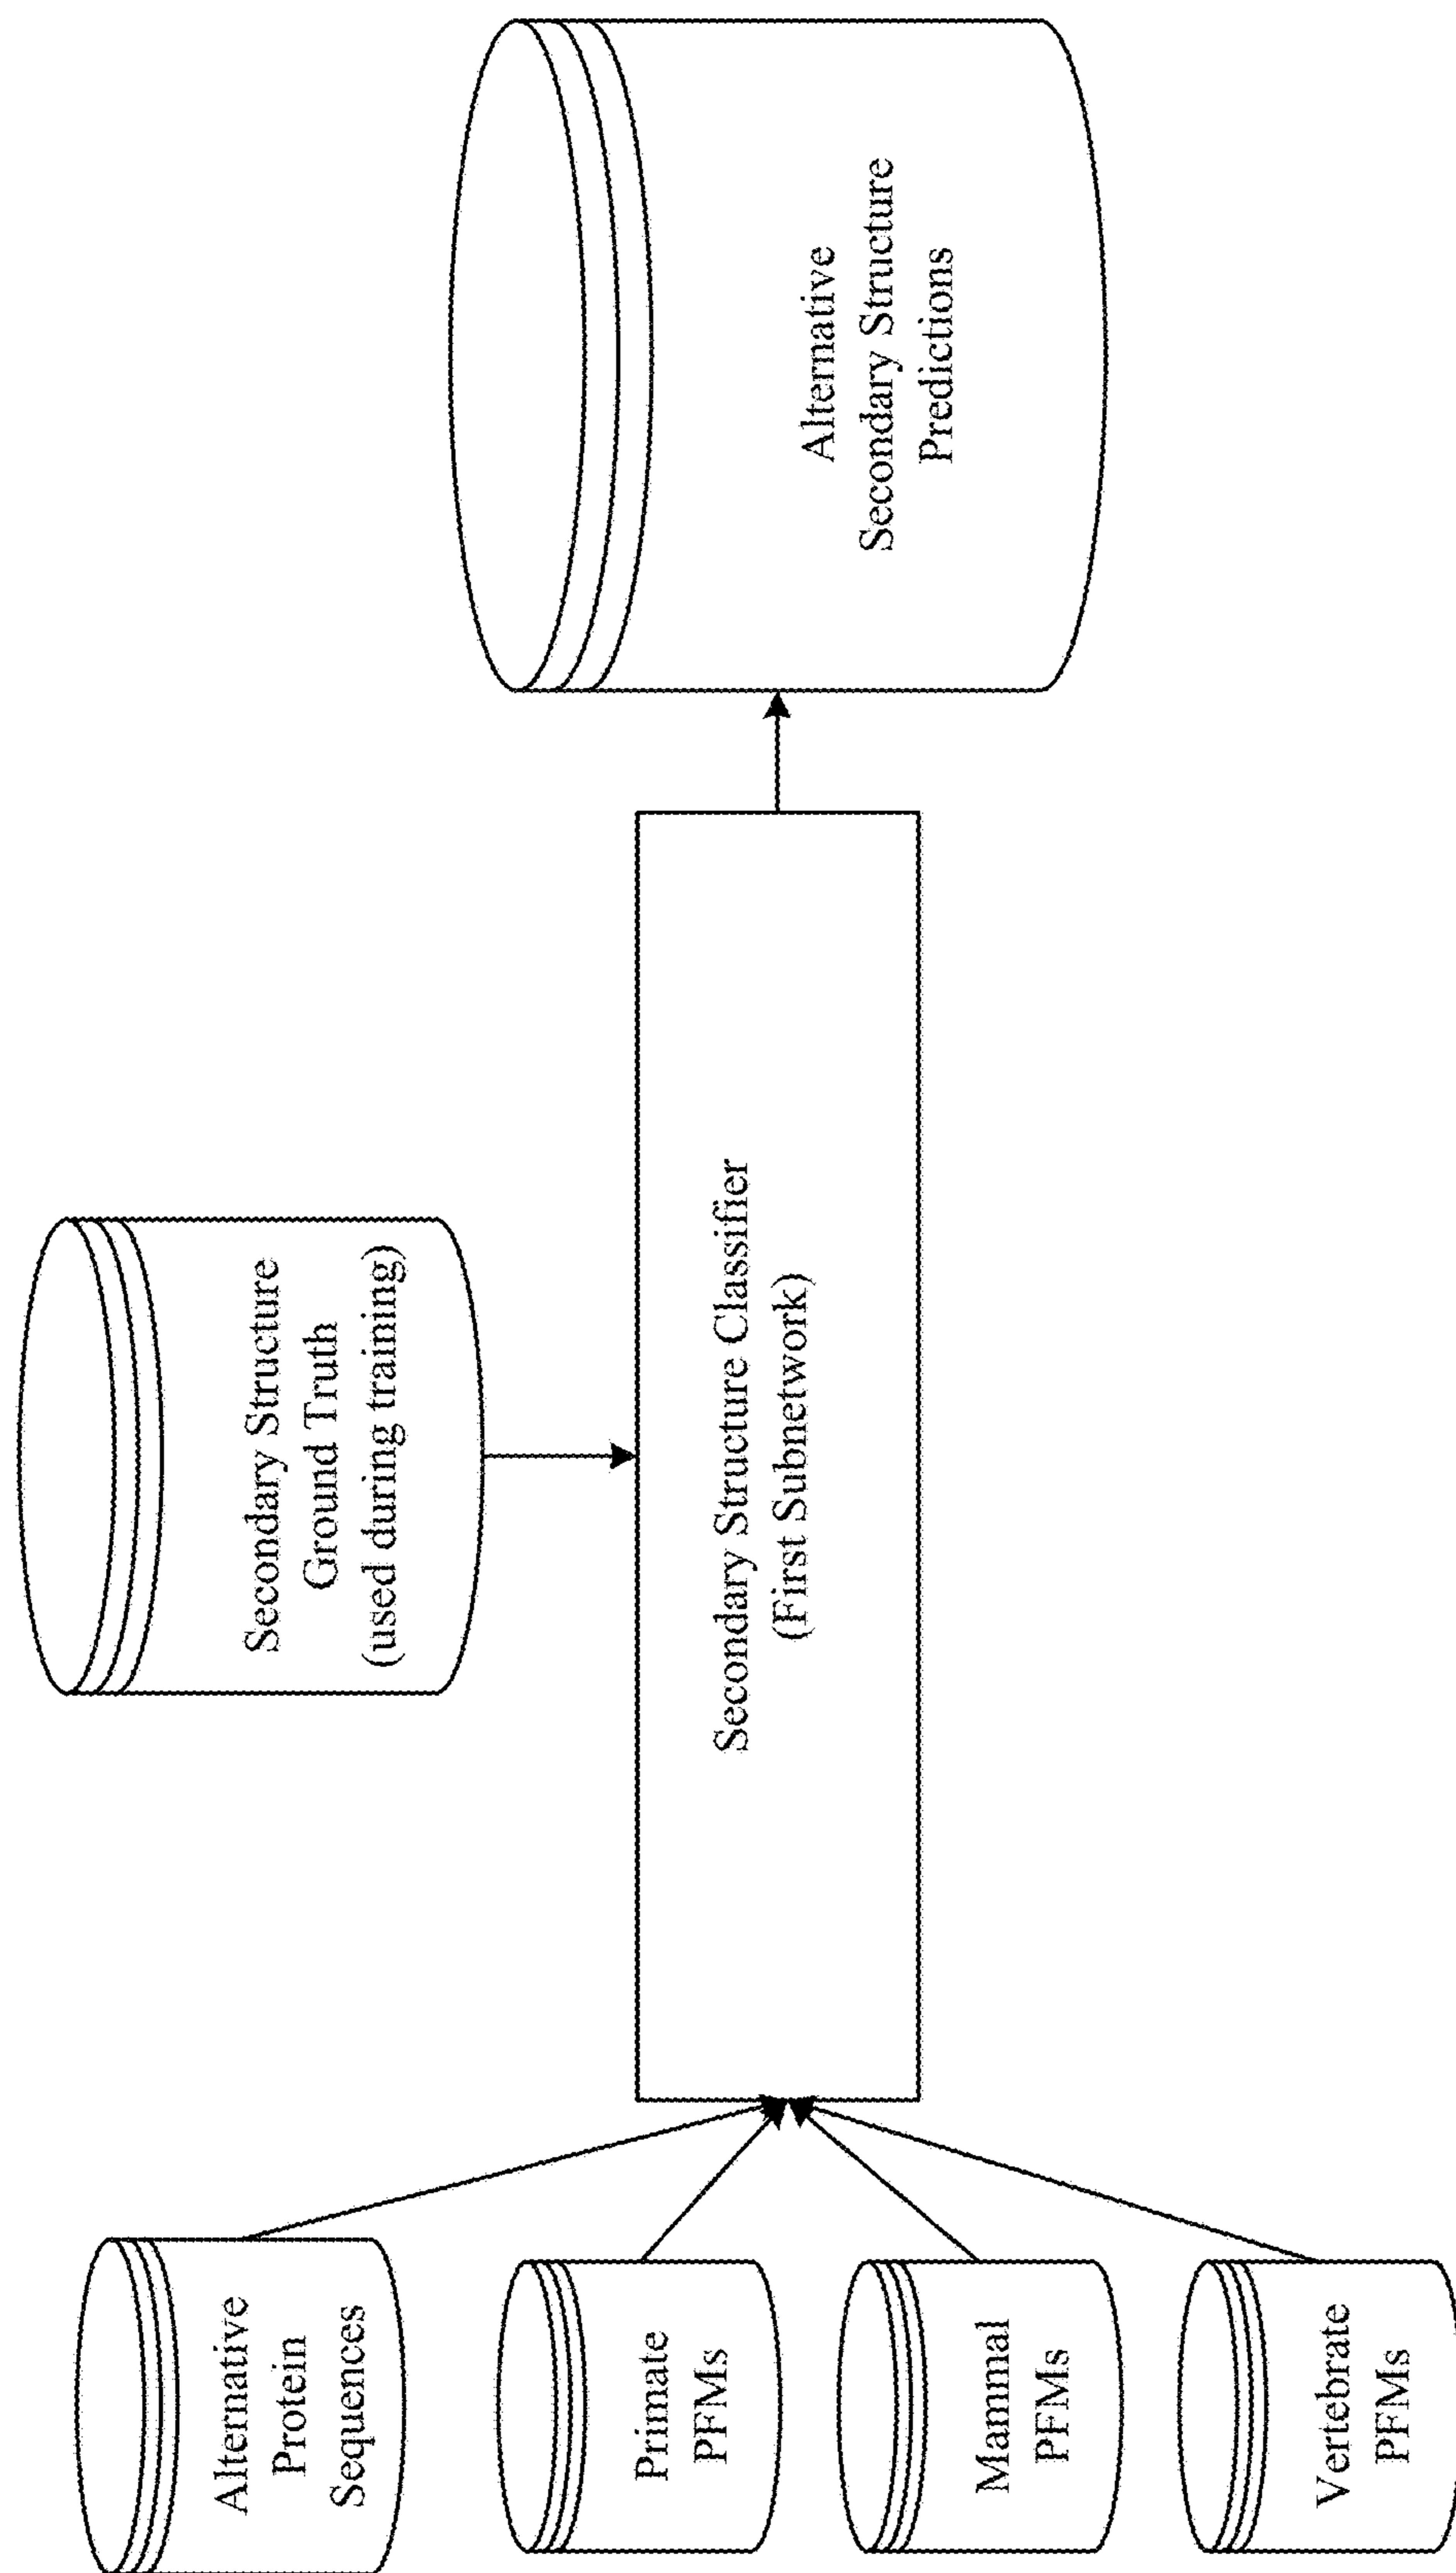 Alternative
Protein
Sequences
Primate
PFMs
Mammal
PFMs
Vertebrate
PFMs
Secondary Structure
Ground Truth
(used during training)
Secondary Structure Classifier
(First Subnetwork)
Alternative
Secondary Structure
Predictions